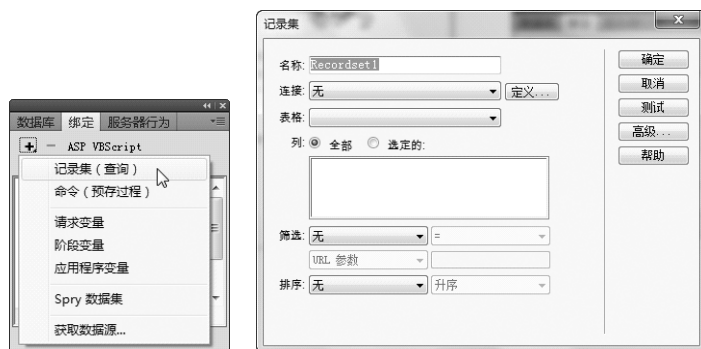 数据库 绑定 服务器行为
ASP VBScript
记录集（查询）
命令（预存过程）
请求变量
阶段变量
应用程序变量
Spry 数据集
获取数据源...
记录集
名称: Recordset1
连接: 无 定义...
表格:
列: 全部 选定的:
筛选: 无 =
URL 参数
排序: 无 升序
确定
取消
测试
高级...
帮助